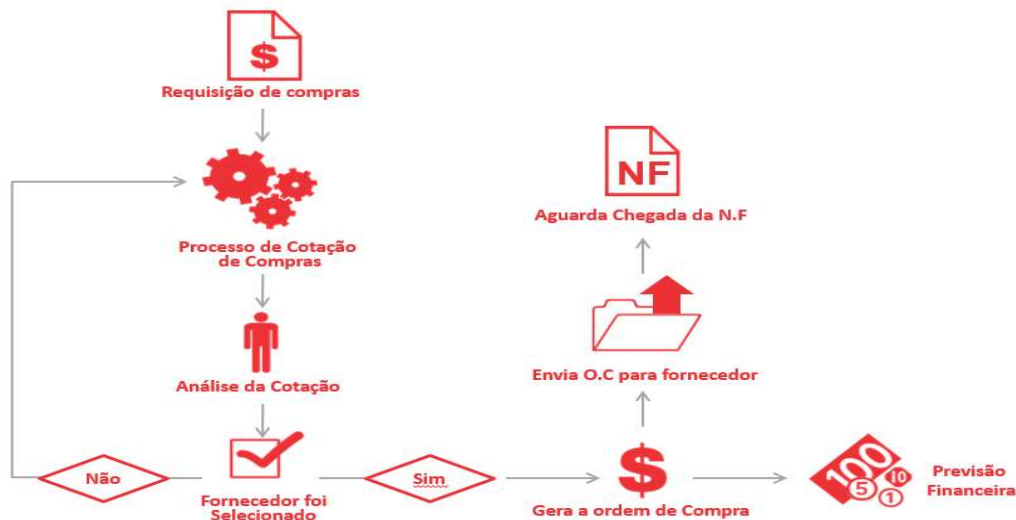 $
Requisição de compras
Processo de Cotação
de Compras
Análise da Cotação
Não
Fornecedor foi
Selecionado
Sim
$
Gera a ordem de Compra
Envia O.C para fornecedor
NF
Aguarda Chegada da N.F
100
5
10
1
Previsão
Financeira